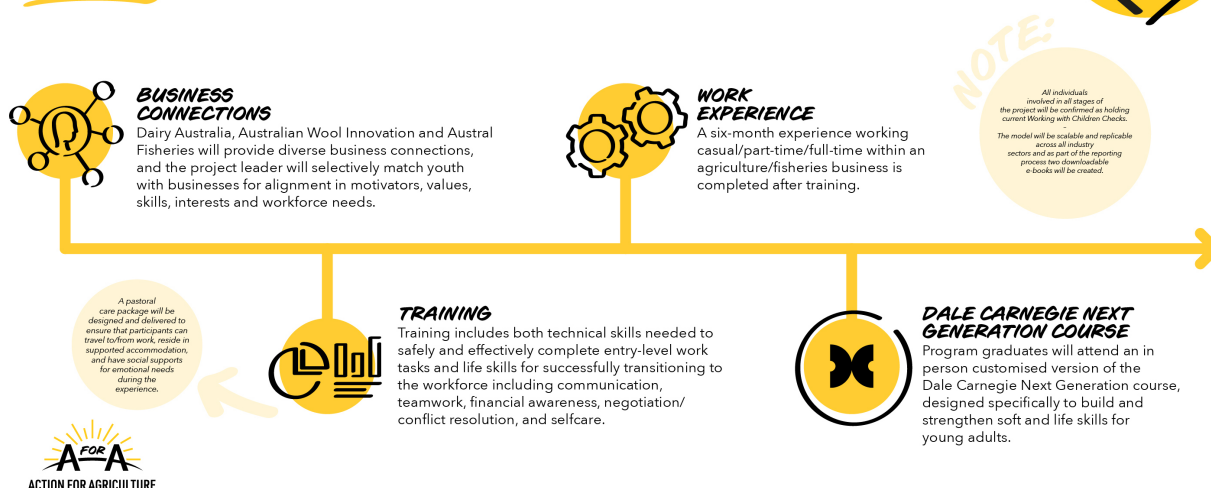 BUSINESS
CONNECTIONS
Dairy Australia, Australian Wool Innovation and Austral
Fisheries will provide diverse business connections,
and the project leader will selectively match youth
with businesses for alignment in motivators, values,
skills, interests and workforce needs.
WORK
EXPERIENCE
A six-month experience working
casual/part-time/full-time within an
agriculture/fisheries business is
completed after training.
NOTE:
All individuals
involved in all stages of
the project will be confirmed as holding
current Working with Children Checks.
-
The model will be scalable and replicable
across all industry
sectors and as part of the reporting
process two downloadable
e-books will be created.
A pastoral
care package will be
designed and delivered to
ensure that participants can
travel to/from work, reside in
supported accommodation,
and have social supports
for emotional needs
during the
experience.
TRAINING
Training includes both technical skills needed to
safely and effectively complete entry-level work
tasks and life skills for successfully transitioning to
the workforce including communication,
teamwork, financial awareness, negotiation/
conflict resolution, and selfcare.
DALE CARNEGIE NEXT
GENERATION COURSE
Program graduates will attend an in
person customised version of the
Dale Carnegie Next Generation course,
designed specifically to build and
strengthen soft and life skills for
young adults.
A FOR A
ACTION FOR AGRICULTURE